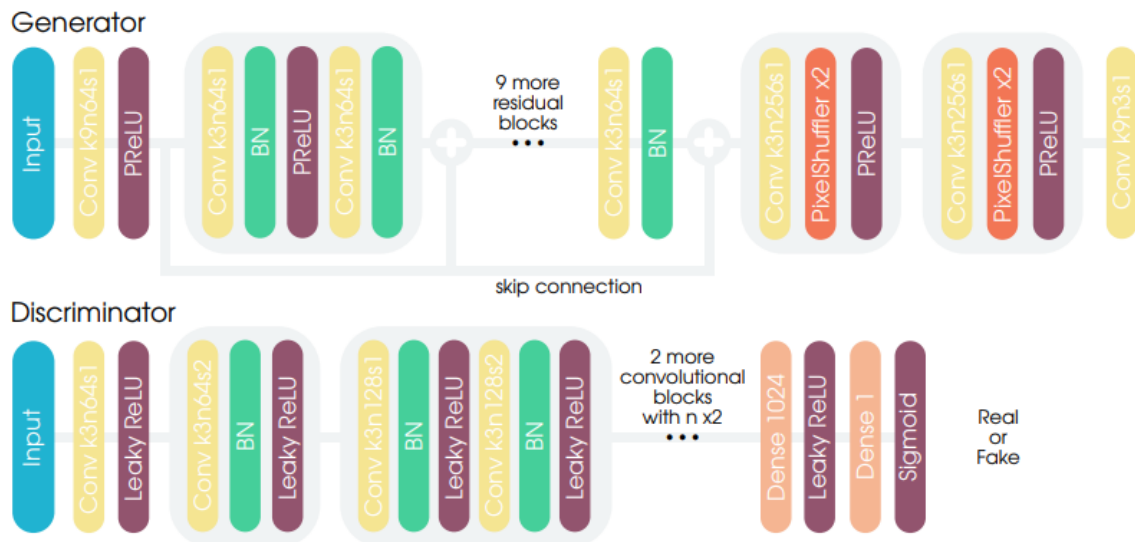 Generator
Input
Conv k9n64s1
PReLU
Conv k3n64s1
BN
PReLU
Conv k3n64s1
BN
9 more
residual
blocks
Conv k3n64s1
BN
Conv k3n256s1
PixelShuffler x2
PReLU
Conv k3n256s1
PixelShuffler x2
PReLU
Conv k9n3s1
skip connection
Discriminator
Input
Conv k3n64s1
Leaky ReLU
Conv k3n64s2
BN
Leaky ReLU
Conv k3n128s1
BN
Leaky ReLU
Conv k3n128s2
BN
Leaky ReLU
2 more
convolutional
blocks
with n x2
Dense 1024
Leaky ReLU
Dense 1
Sigmoid
Real
or
Fake